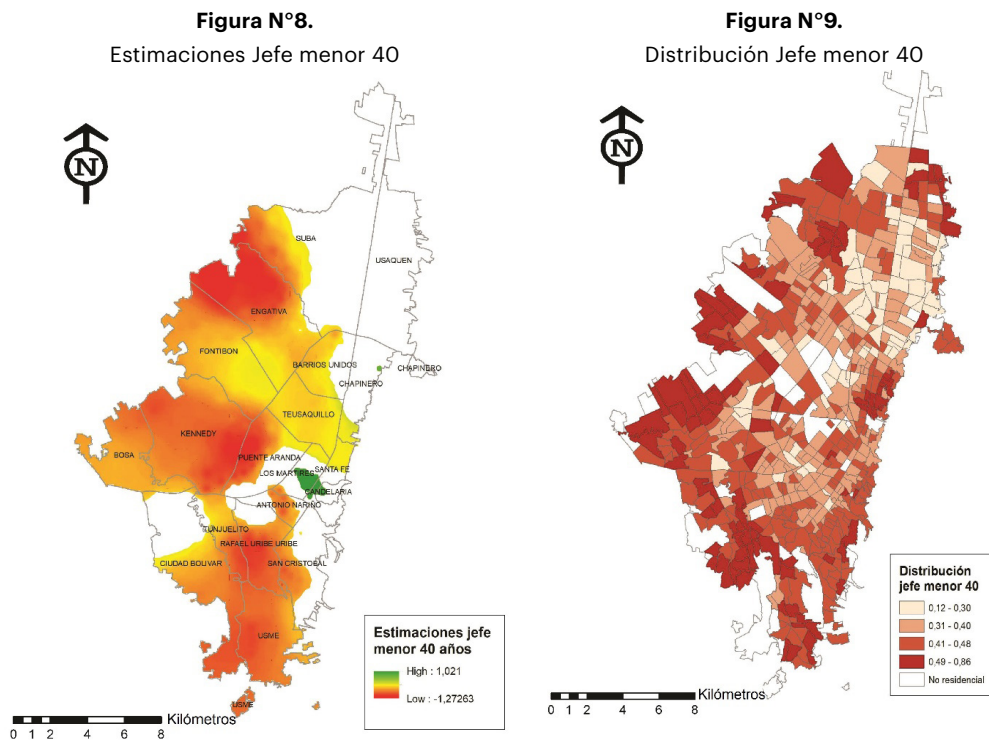 Figura N°8.
Estimaciones Jefe menor 40
N
SUBA
USAQUEN
ENGATIVA
FONTIBON
BARRIOS UNIDOS
CHAPINERO
CHAPINERO
TEUSAQUILLO
KENNEDY
BOSA
PUENTE ARANDA
LOS MARTIRES
SANTA FE
CANDELARIA
ANTONIO NARIÑO
TUNJUELITO
RAFAEL URIBE URIBE
CIUDAD BOLIVAR
SAN CRISTOBAL
USME
USME
Estimaciones jefe
menor 40 años
High : 1,021
Low : -1,27263
Kilómetros
0 1 2 4 6 8
Figura N°9.
Distribución Jefe menor 40
N
Distribución
jefe menor 40
0,12 - 0,30
0,31 - 0,40
0,41 - 0,48
0,49 - 0,86
No residencial
Kilómetros
0 1 2 4 6 8